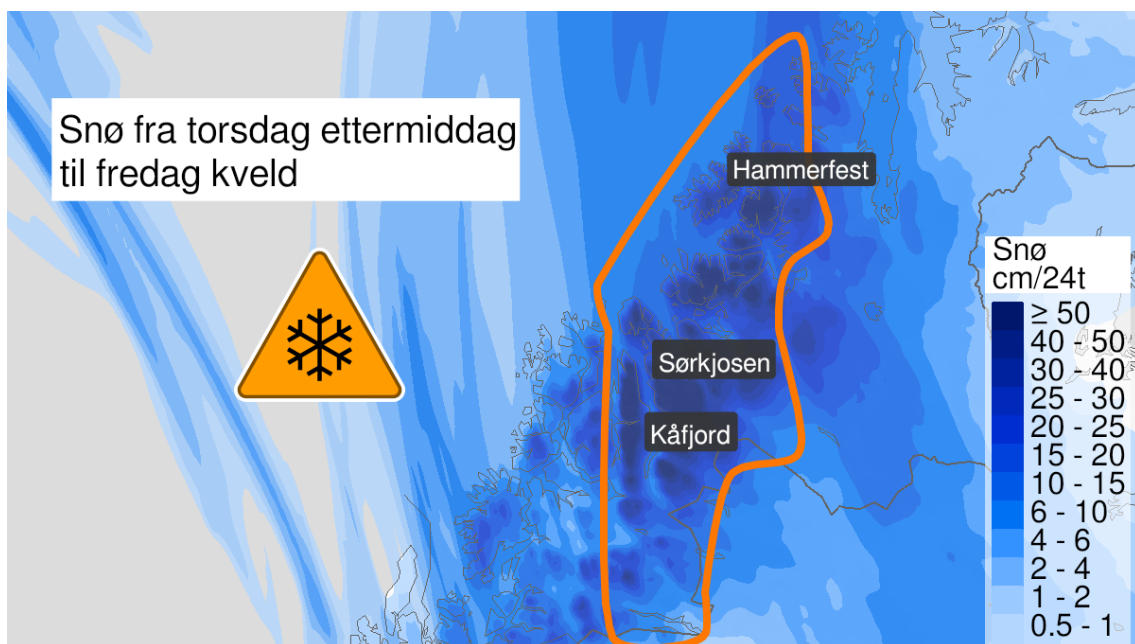 Snø fra torsdag ettermiddag
til fredag kveld
Hammerfest
Sørkjosen
Kåfjord
Snø
cm/24t
≥ 50
40 - 50
30 - 40
25 - 30
20 - 25
15 - 20
10 - 15
6 - 10
4 - 6
2 - 4
1 - 2
0.5 - 1